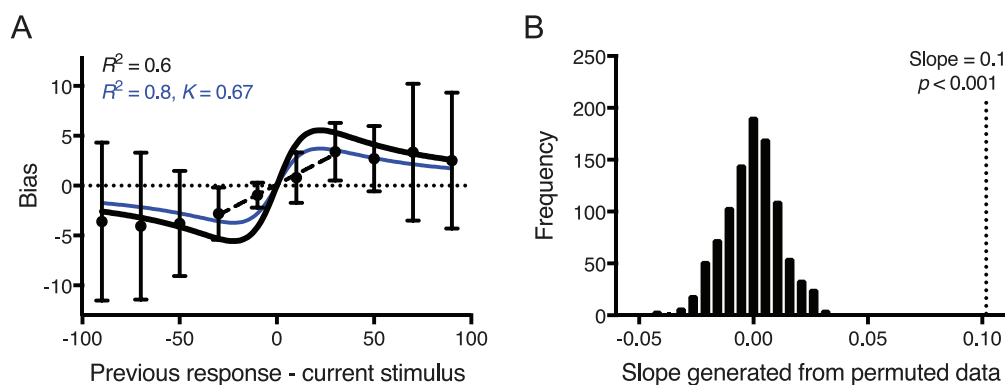 A
R² = 0.6
R² = 0.8, K = 0.67
10
5
0
-5
-10
Bias
-100
-50
0
50
100
Previous response - current stimulus
B
Slope = 0.1
p < 0.001
250
200
150
100
50
0
Frequency
-0.05
0.00
0.05
0.10
Slope generated from permuted data